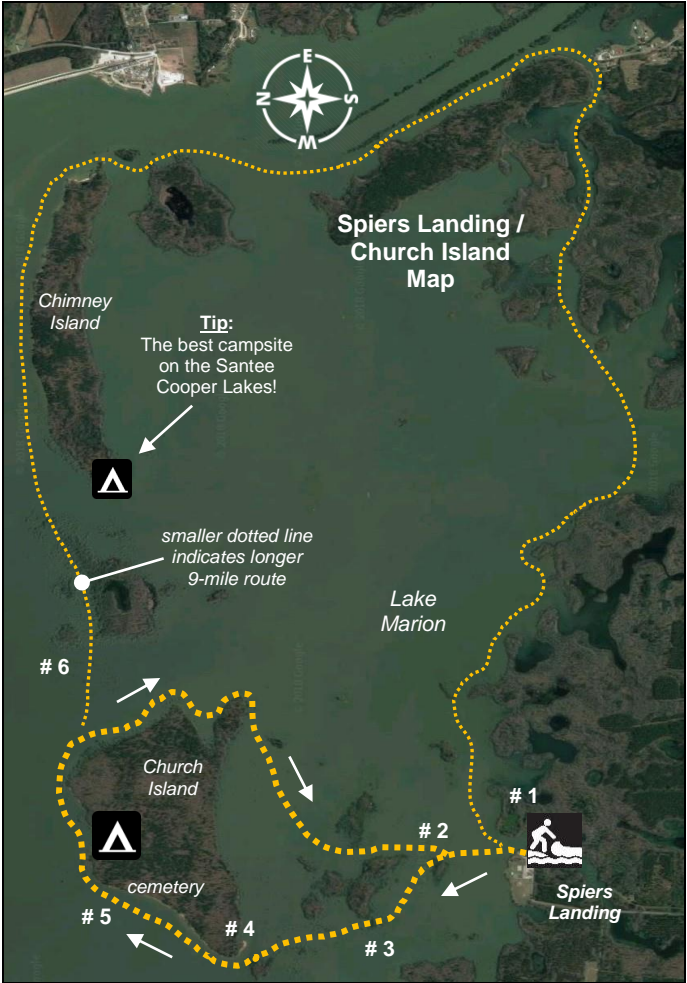 E
N
S
W
Spiers Landing /
Church Island
Map
Chimney
Island
Tip:
The best campsite
on the Santee
Cooper Lakes!
smaller dotted line
indicates longer
9-mile route
Lake
Marion
# 6
Church
Island
# 1
# 2
cemetery
Spiers
Landing
# 5
# 4
# 3